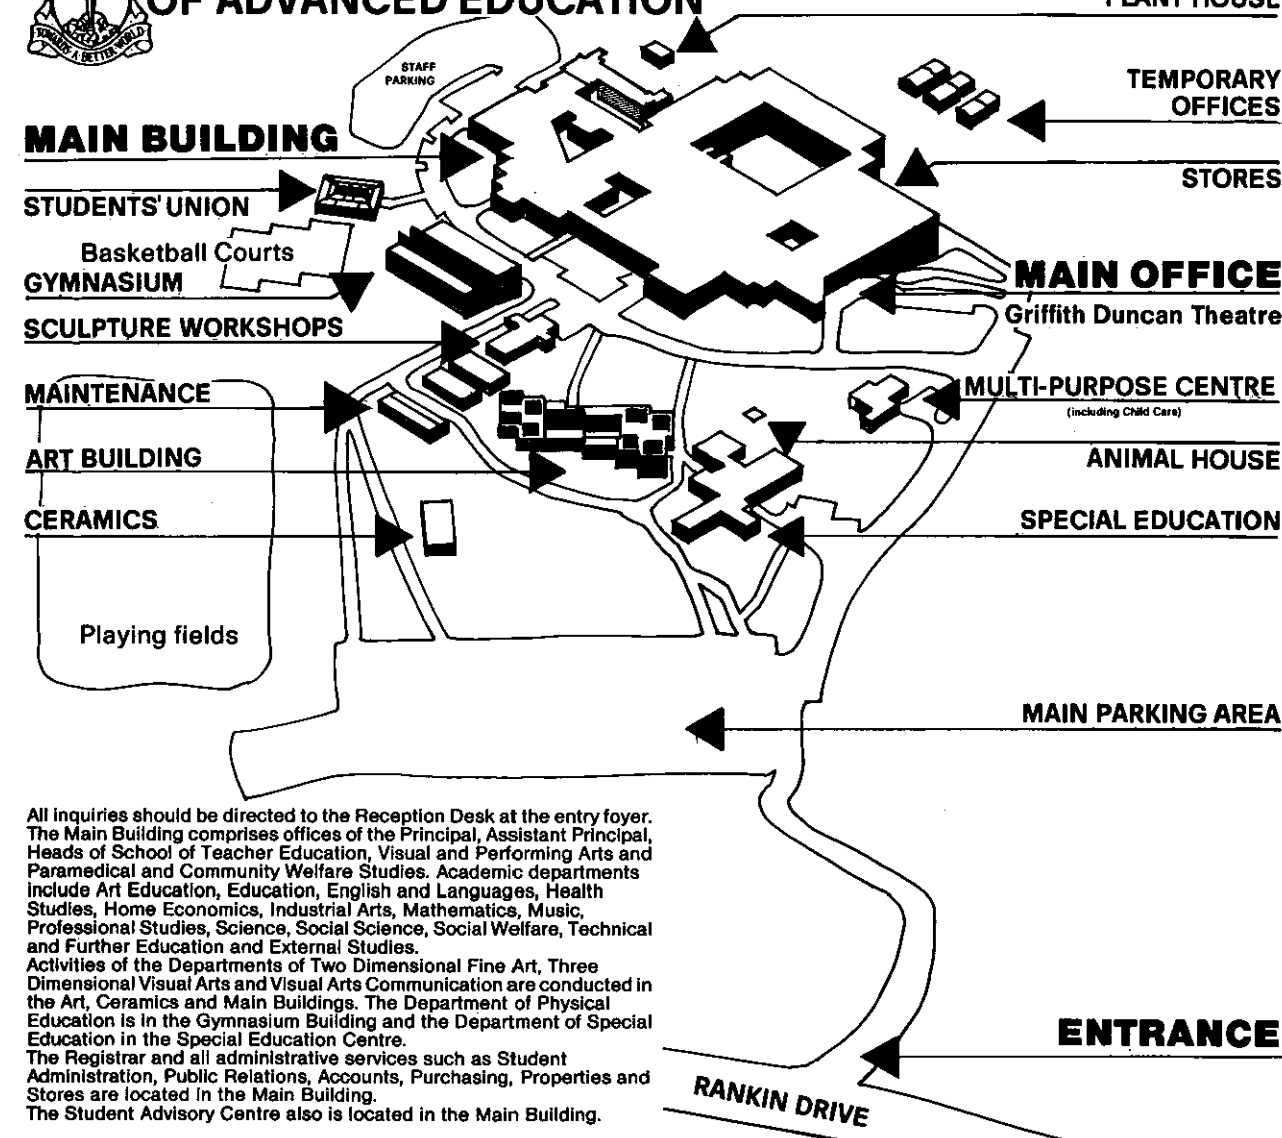 OF ADVANCED EDUCATION
TOWARDS A BETTER WORLD
PLANT HOUSE
STAFF
PARKING
TEMPORARY
OFFICES
MAIN BUILDING
STORES
STUDENTS' UNION
Basketball Courts
GYMNASIUM
MAIN OFFICE
Griffith Duncan Theatre
SCULPTURE WORKSHOPS
MAINTENANCE
MULTI-PURPOSE CENTRE
(including Child Care)
ART BUILDING
ANIMAL HOUSE
CERAMICS
SPECIAL EDUCATION
Playing fields
MAIN PARKING AREA
All inquiries should be directed to the Reception Desk at the entry foyer.
The Main Building comprises offices of the Principal, Assistant Principal,
Heads of School of Teacher Education, Visual and Performing Arts and
Paramedical and Community Welfare Studies. Academic departments
include Art Education, Education, English and Languages, Health
Studies, Home Economics, Industrial Arts, Mathematics, Music,
Professional Studies, Science, Social Science, Social Welfare, Technical
and Further Education and External Studies.
Activities of the Departments of Two Dimensional Fine Art, Three
Dimensional Visual Arts and Visual Arts Communication are conducted in
the Art, Ceramics and Main Buildings. The Department of Physical
Education is in the Gymnasium Building and the Department of Special
Education in the Special Education Centre.
The Registrar and all administrative services such as Student
Administration, Public Relations, Accounts, Purchasing, Properties and
Stores are located in the Main Building.
The Student Advisory Centre also is located in the Main Building.
ENTRANCE
RANKIN DRIVE